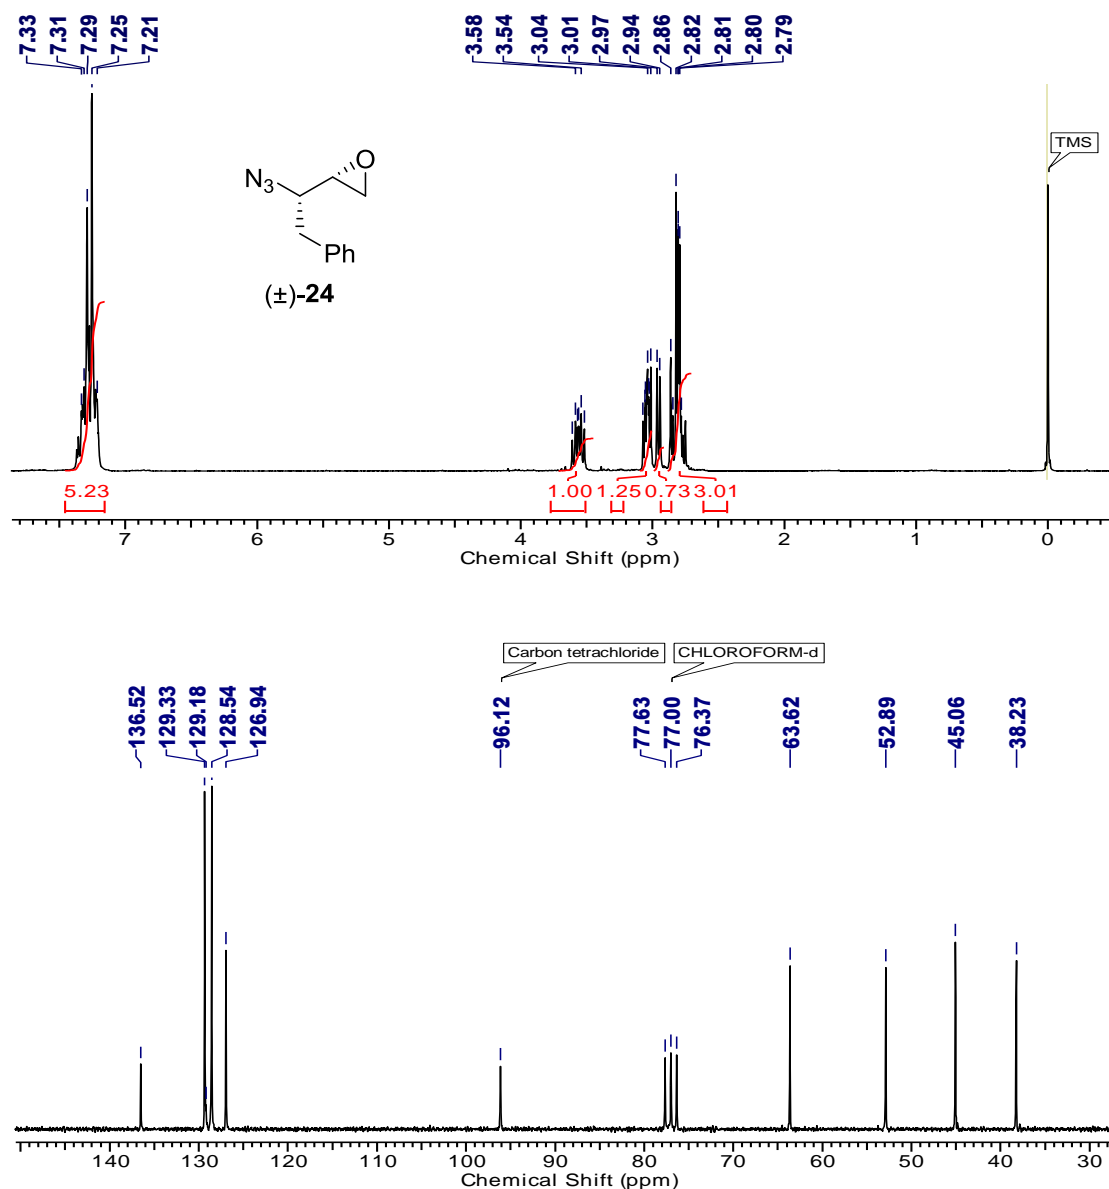 7.33 7.31 7.29 7.25 7.21 3.58 3.54 3.04 3.01 2.97 2.94 2.86 2.82 2.81 2.80 2.79
TMS
O
N3
Ph
(±)-24
5.23 1.00 1.25 0.73 3.01
7 6 5 4 3 2 1 0
Chemical Shift (ppm)
Carbon tetrachloride CHLOROFORM-d
136.52 129.33 129.18 128.54 126.94 96.12 77.63 77.00 76.37 63.62 52.89 45.06 38.23
140 130 120 110 100 90 80 70 60 50 40 30
Chemical Shift (ppm)